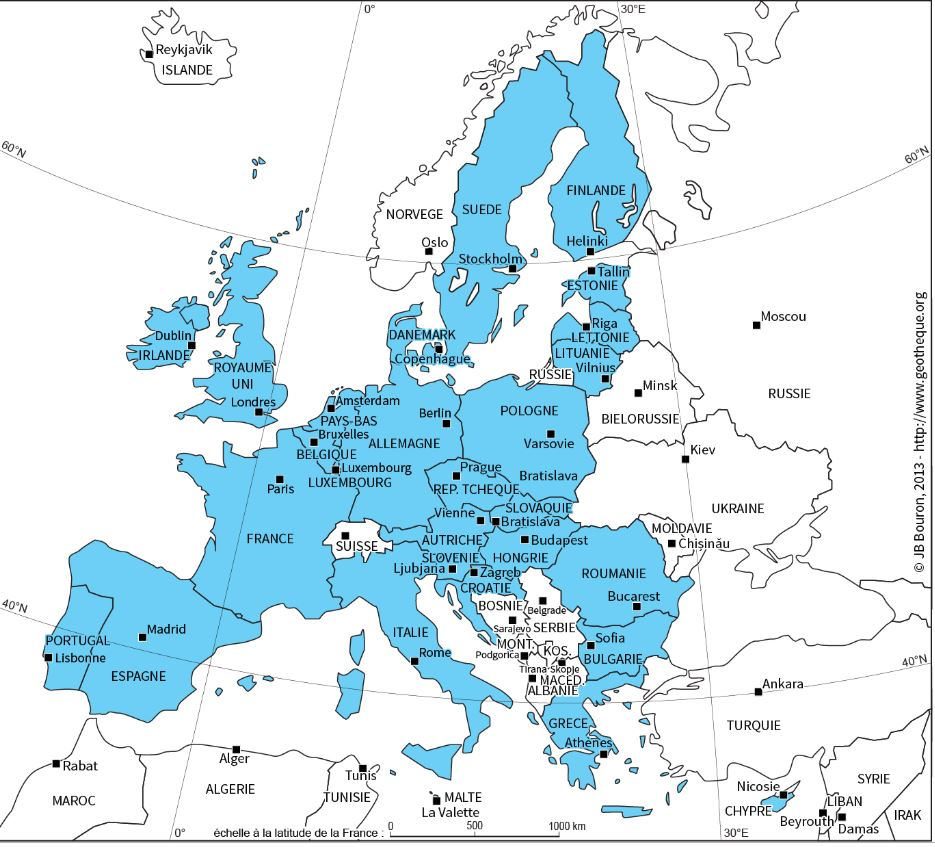 0°
30°E
Reykjavik
ISLANDE
60°N
60°N
FINLANDE
NORVEGE
SUEDE
Oslo
Helinki
Stockholm
Tallin
ESTONIE
Moscou
Riga
LETTONIE
Dublin
IRLANDE
DANEMARK
Copenhague
LITUANIE
Vilnius
ROYAUME
UNI
RUSSIE
Minsk
RUSSIE
Londres
Amsterdam
PAYS-BAS
Berlin
POLOGNE
BIELORUSSIE
Bruxelles
BELGIQUE
ALLEMAGNE
Varsovie
Kiev
Luxembourg
LUXEMBOURG
Paris
Prague
REP. TCHEQUE
Bratislava
SLOVAQUIE
UKRAINE
Vienne
Bratislava
MOLDAVIE
Chișinău
FRANCE
SUISSE
AUTRICHE
Budapest
SLOVENIE
HONGRIE
Ljubjana
Zagreb
ROUMANIE
CROATIE
Bucarest
BOSNIE
Belgrade
40°N
PORTUGAL
Madrid
Lisbonne
ESPAGNE
ITALIE
Rome
Sarajevo
SERBIE
MONT.
Podgorica
KOS.
Sofia
BULGARIE
Tirana
Skopje
MACED.
ALBANIE
40°N
Ankara
TURQUIE
GRECE
Athènes
Rabat
MAROC
Alger
ALGERIE
Tunis
TUNISIE
MALTE
La Valette
Nicosie
CHYPRE
SYRIE
LIBAN
Beyrouth
Damas
IRAK
0°
échelle à la latitude de la France :
0
500
1000 km
30°E
© JB Bouron, 2013 - http://www.geotheque.org